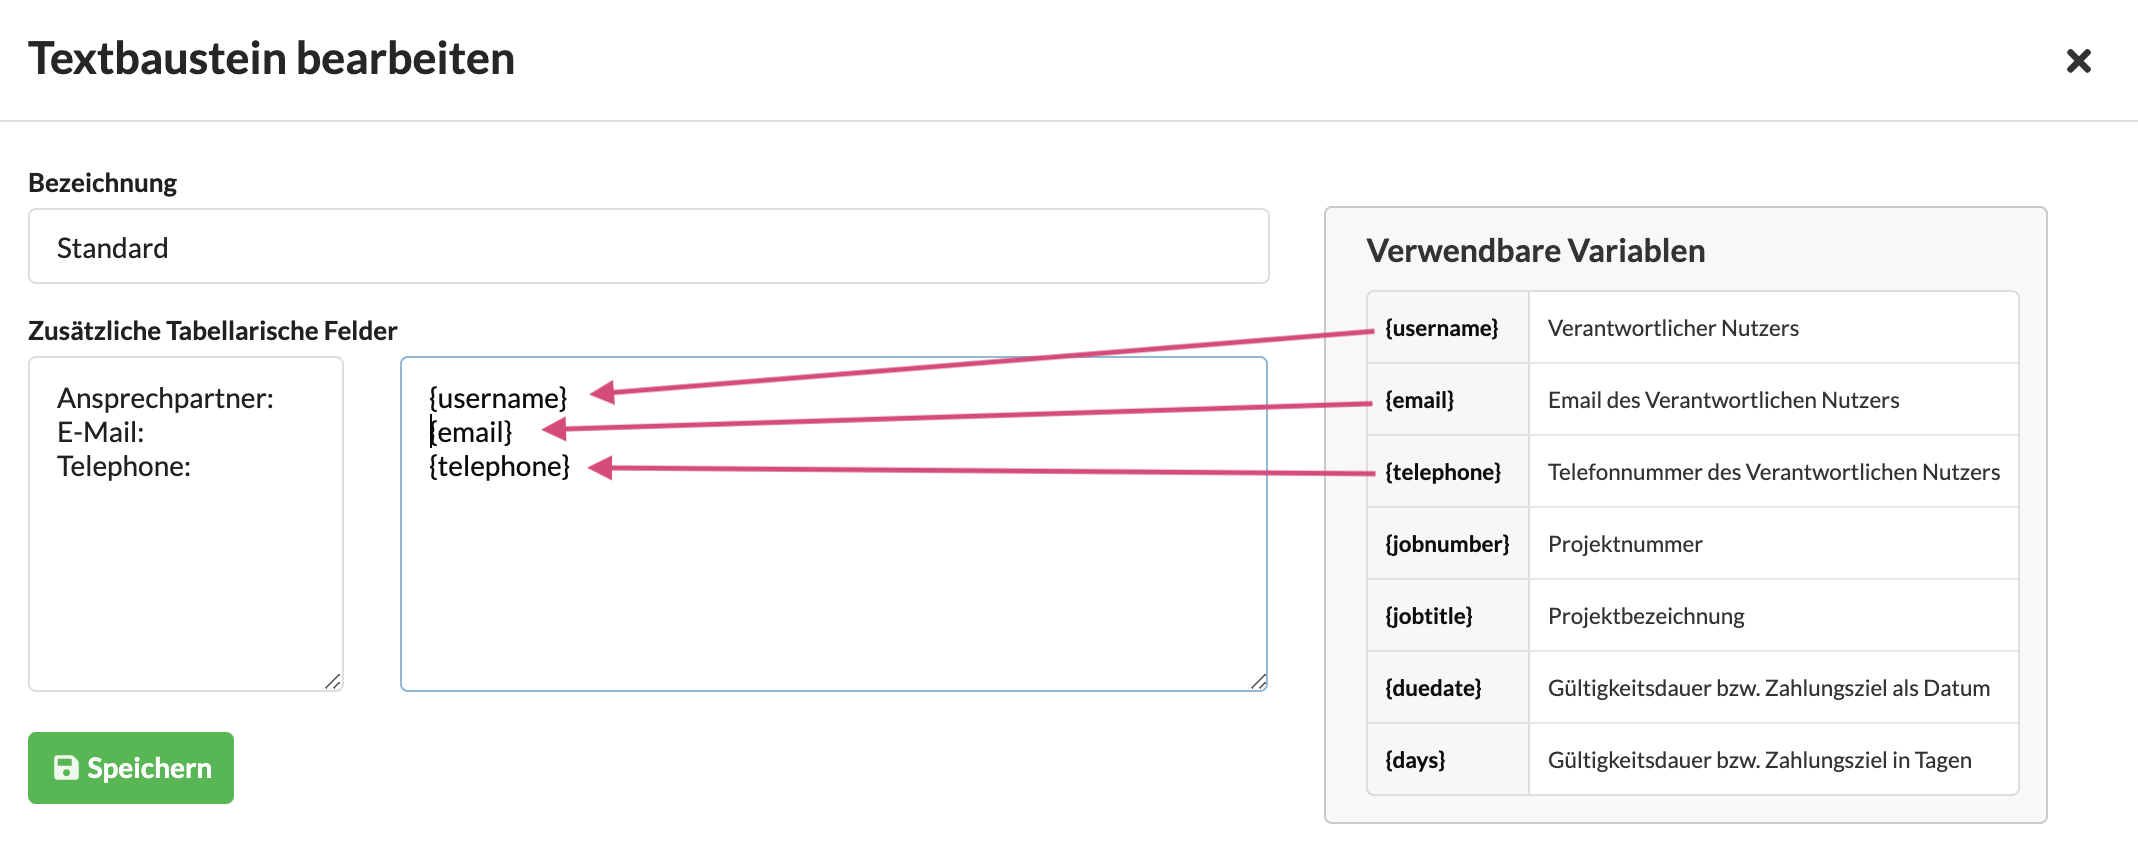 Textbaustein bearbeiten
Bezeichnung
Standard
Zusätzliche Tabellarische Felder
Ansprechpartner:
E-Mail:
Telephone:
{username}
{email}
{telephone}
Speichern
Verwendbare Variablen
{username} Verantwortlicher Nutzers
{email} Email des Verantwortlichen Nutzers
{telephone} Telefonnummer des Verantwortlichen Nutzers
{jobnumber} Projektnummer
{jobtitle} Projektbezeichnung
{duedate} Gültigkeitsdauer bzw. Zahlungsziel als Datum
{days} Gültigkeitsdauer bzw. Zahlungsziel in Tagen